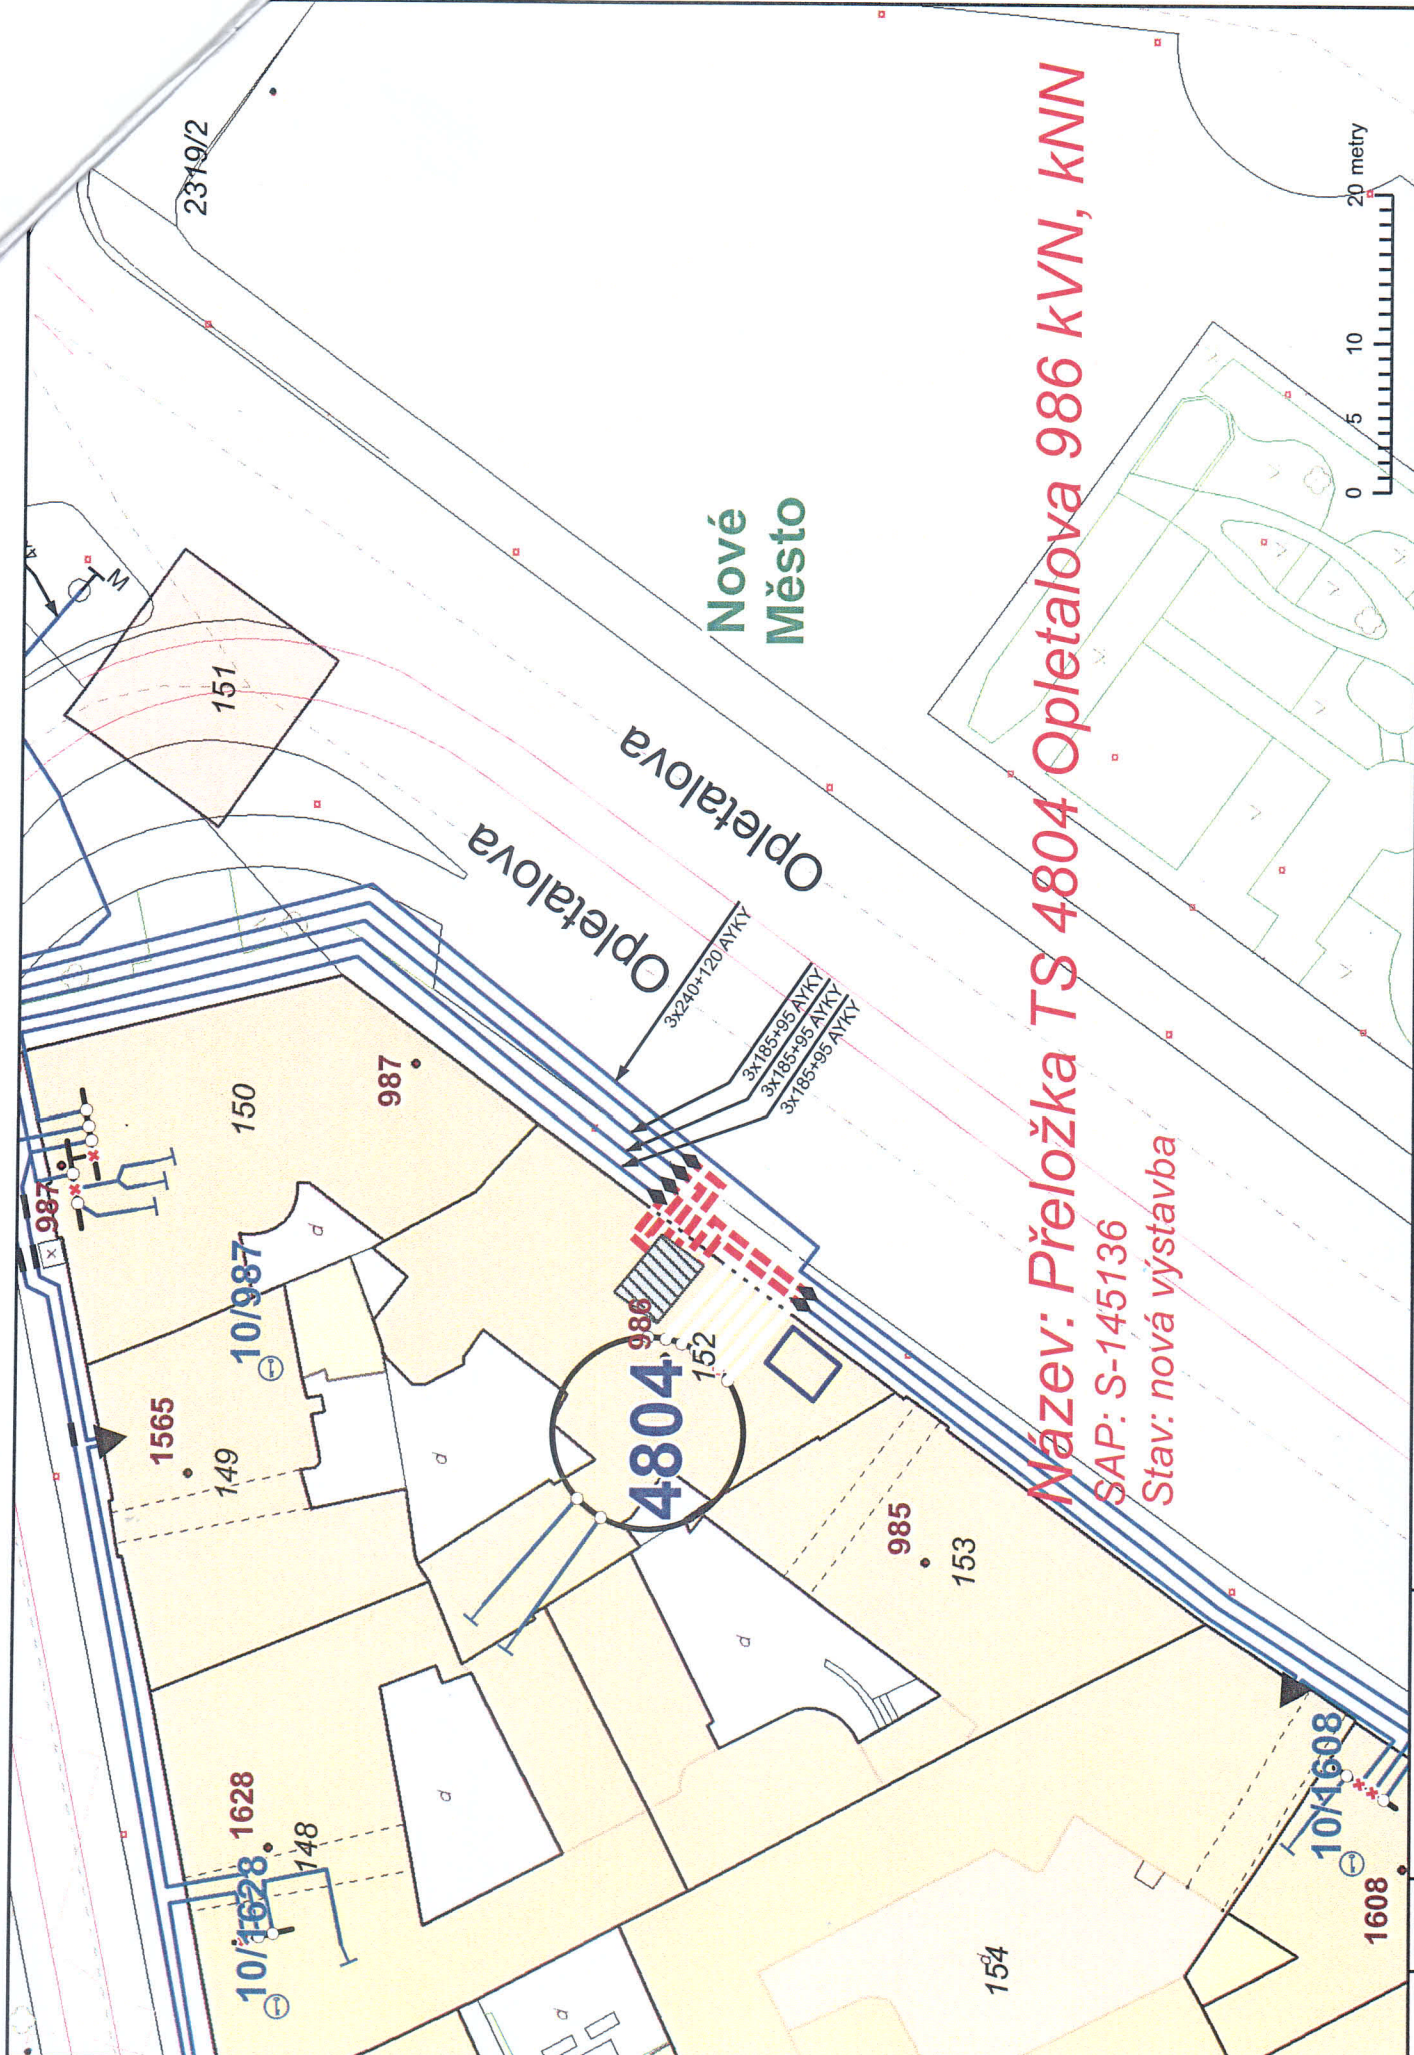 2319/2
M
151
Nové
Město
Opletalova
Opletalova
3x240+120 AYKY
3x185+95 AYKY
3x185+95 AYKY
3x185+95 AYKY
150
987
987
10/987
d
1565
149
d
4804
986
152
985
153
d
1628
148
10/1628
d
d
154
d
10/1608
1608
Název: Přeložka TS 4804 Opletalova 986 kVN, kNN
SAP: S-145136
Stav: nová výstavba
0 5 10 20 metry